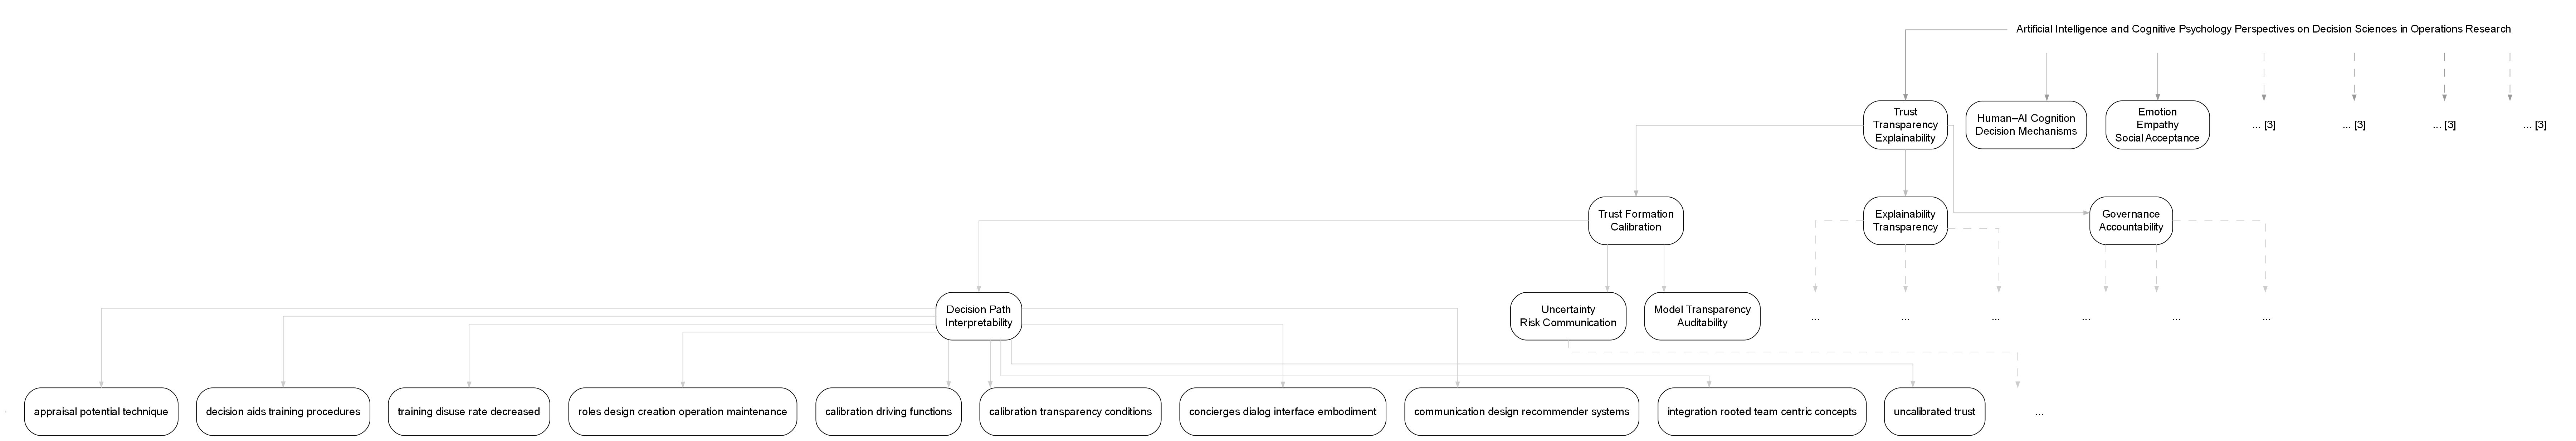 Artificial Intelligence and Cognitive Psychology Perspectives on Decision Sciences in Operations Research
Trust
Transparency
Explainability
Human–AI Cognition
Decision Mechanisms
Emotion
Empathy
Social Acceptance
... [3]
... [3]
... [3]
... [3]
Trust Formation
Calibration
Explainability
Transparency
Governance
Accountability
Decision Path
Interpretability
Uncertainty
Risk Communication
Model Transparency
Auditability
...
...
...
...
...
...
appraisal potential technique
decision aids training procedures
training disuse rate decreased
roles design creation operation maintenance
calibration driving functions
calibration transparency conditions
concierges dialog interface embodiment
communication design recommender systems
integration rooted team centric concepts
uncalibrated trust
...